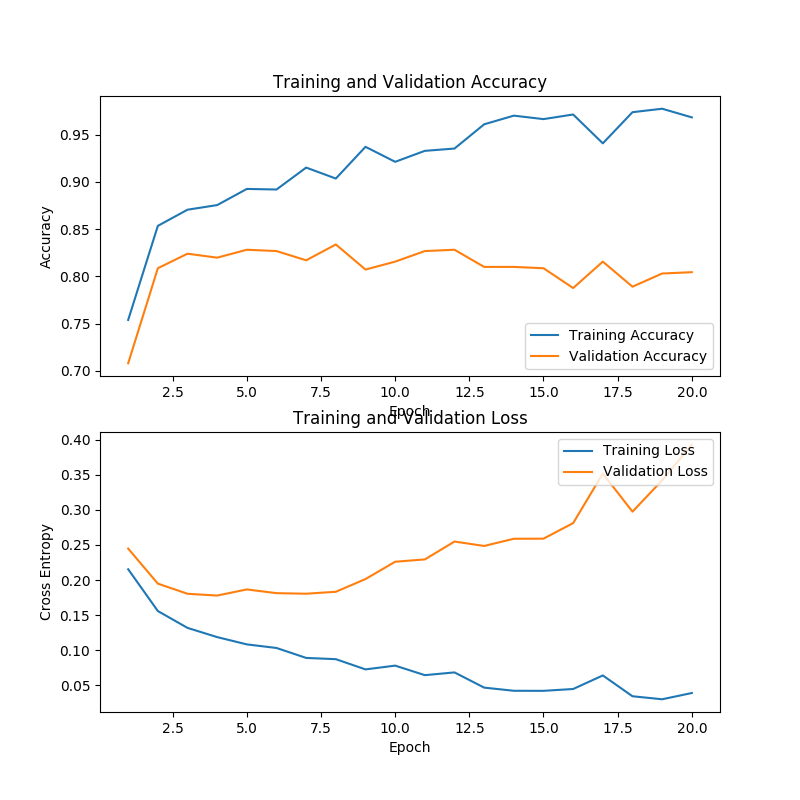 Training and Validation Accuracy
0.95
0.90
0.85
0.80
0.75
0.70
Accuracy
Training Accuracy
Validation Accuracy
2.5 5.0 7.5 10.0 12.5 15.0 17.5 20.0
Epoch
Training and Validation Loss
0.40
0.35
0.30
0.25
0.20
0.15
0.10
0.05
Cross Entropy
Training Loss
Validation Loss
2.5 5.0 7.5 10.0 12.5 15.0 17.5 20.0
Epoch